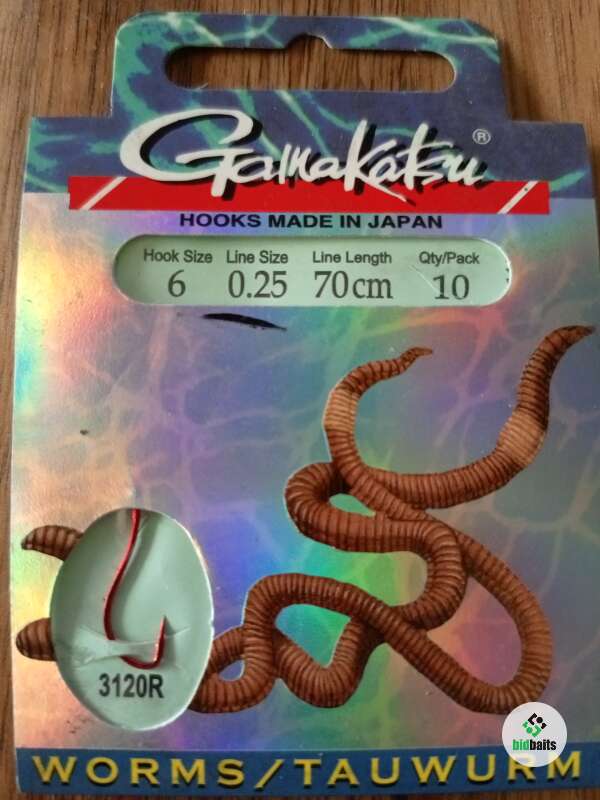 Gamakatsu®
HOOKS MADE IN JAPAN
Hook Size Line Size Line Length Qty/Pack
6 0.25 70cm 10
3120R
bidbaits
WORMS/TAUWURM